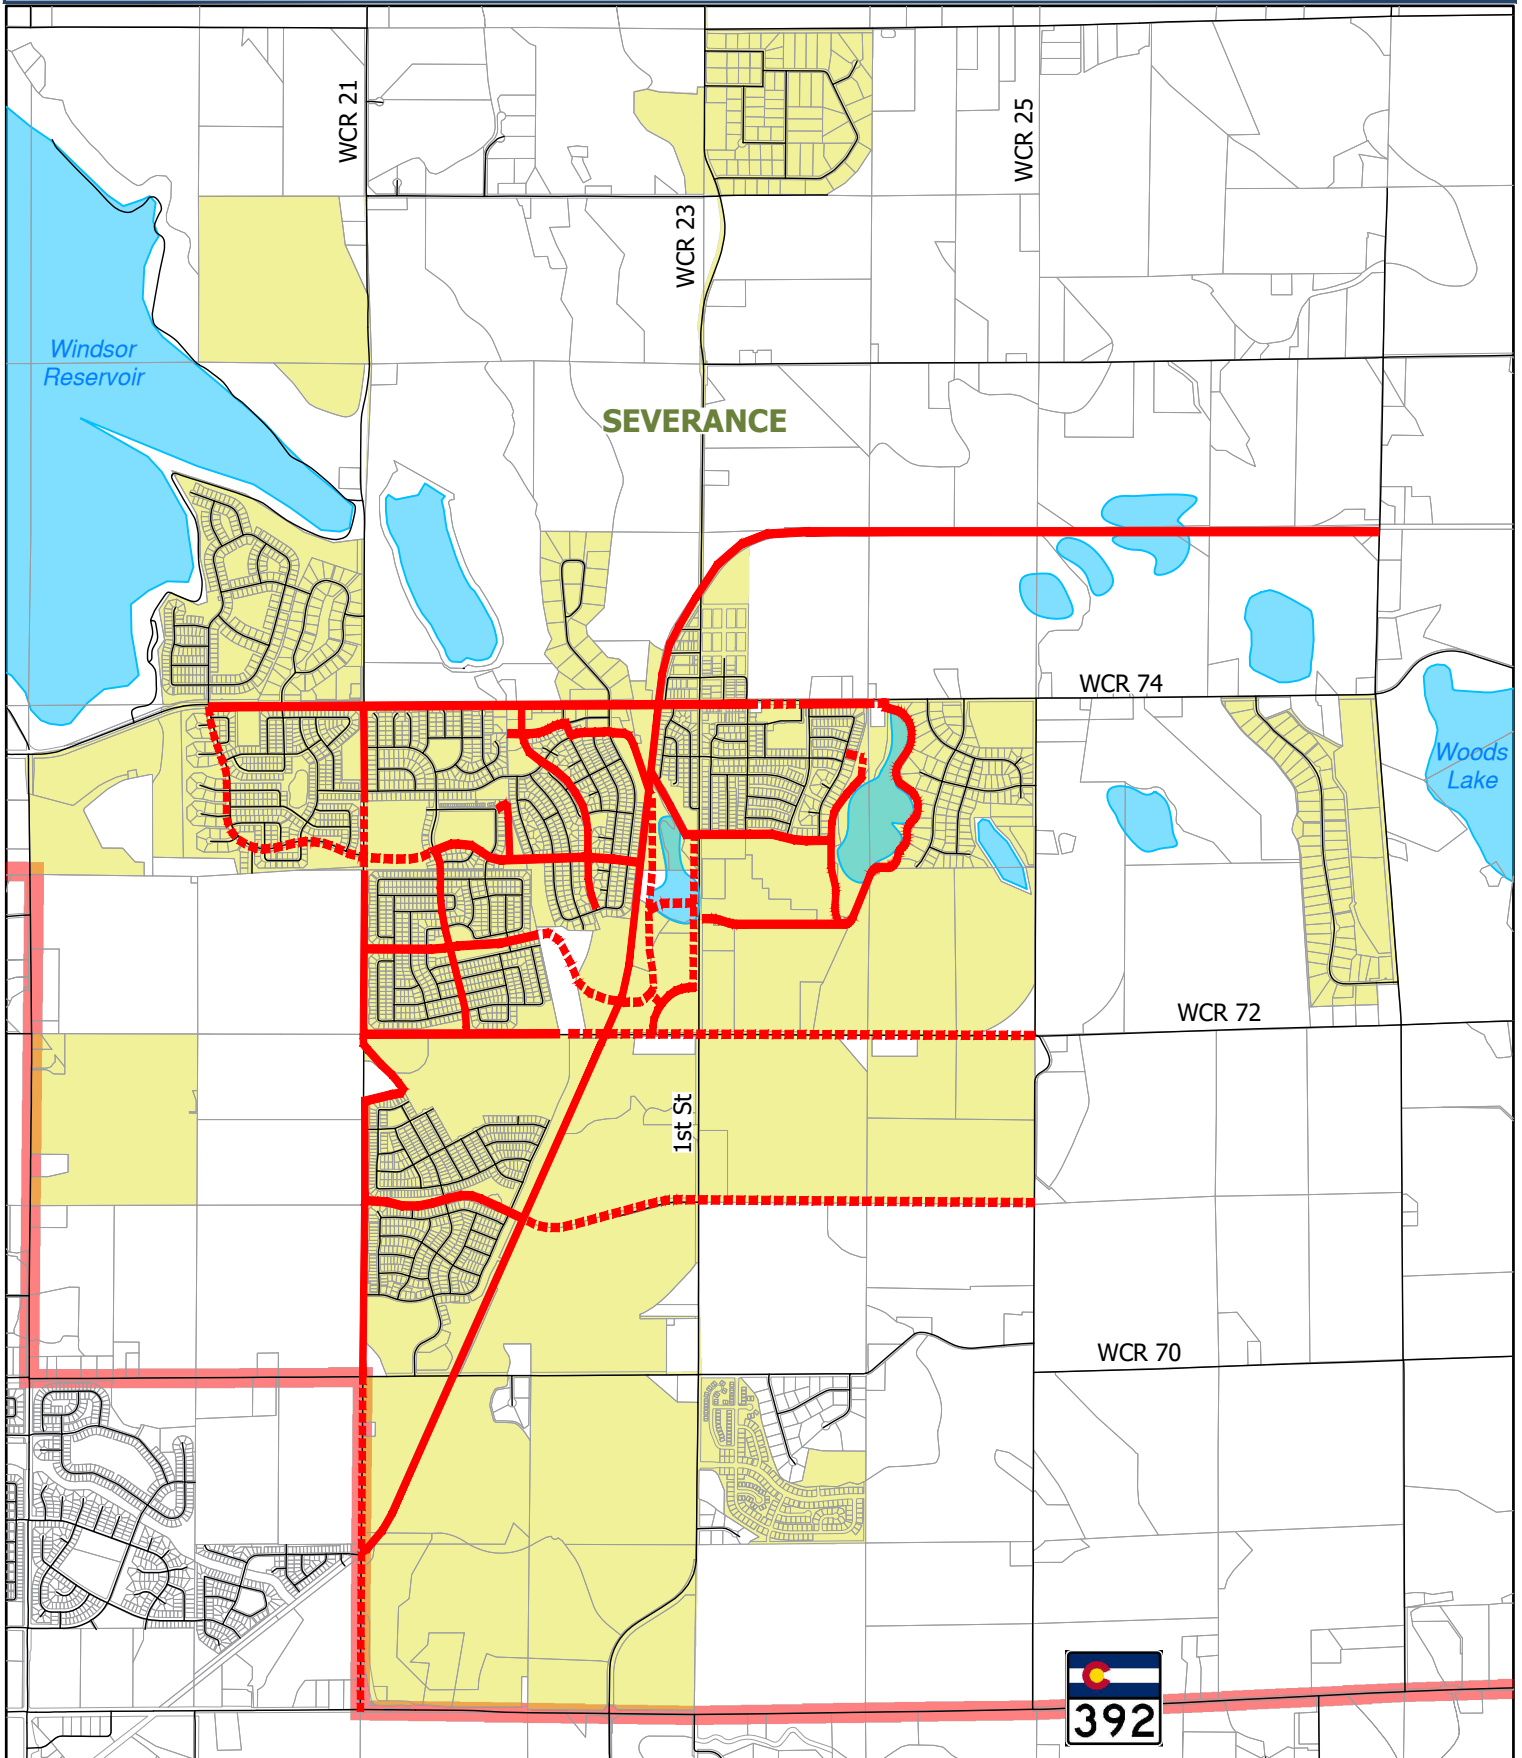 WCR 21
WCR 25
WCR 23
Windsor
Reservoir
SEVERANCE
WCR 74
Woods
Lake
WCR 72
1st St
WCR 70
392